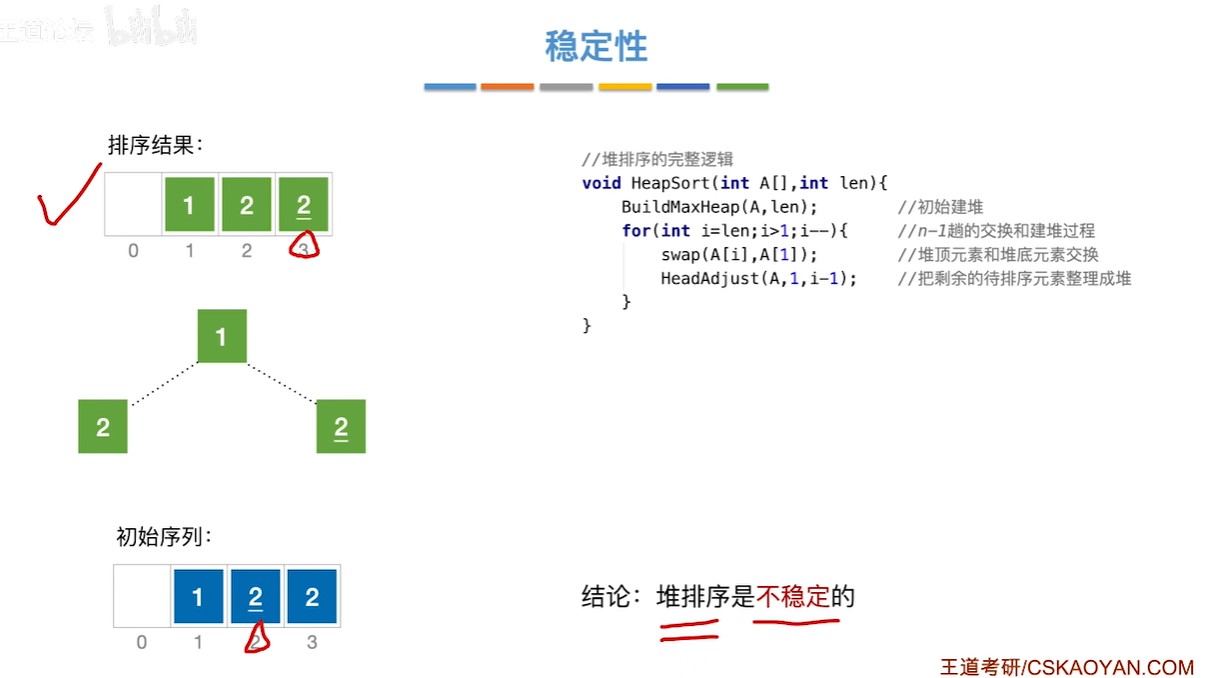 王道论坛 bilibili
稳定性
排序结果：
1 2 2
0 1 2 3
1
2 2
初始序列：
1 2 2
0 1 2 3
//堆排序的完整逻辑
void HeapSort(int A[],int len){
BuildMaxHeap(A,len); //初始建堆
for(int i=len;i>1;i--){ //n-1趟的交换和建堆过程
swap(A[i],A[1]); //堆顶元素和堆底元素交换
HeadAdjust(A,1,i-1); //把剩余的待排序元素整理成堆
}
}
结论：堆排序是不稳定的
王道考研/CSKAOYAN.COM